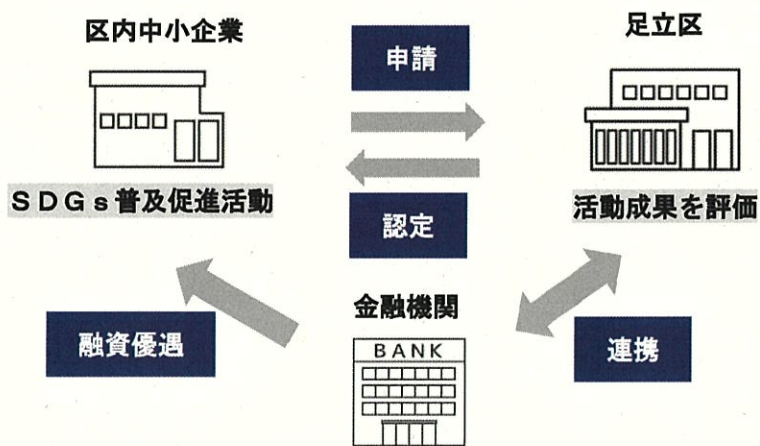 区内中小企業
足立区
申請
SDGs普及促進活動
活動成果を評価
認定
金融機関
融資優遇
BANK
連携